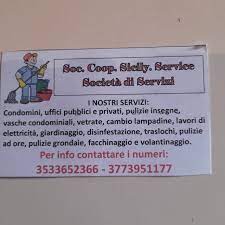 Soc. Coop. Sicily. Service
Società di Servizi
I NOSTRI SERVIZI:
Condomini, uffici pubblici e privati, pulizie insegne,
vasche condominiali, vetrate, cambio lampadine, lavori di
elettricità, giardinaggio, disinfestazione, traslochi, pulizie
ad ore, pulizie grondaie, facchinaggio e volantinaggio.
Per info contattare i numeri:
3533652366 - 3773951177